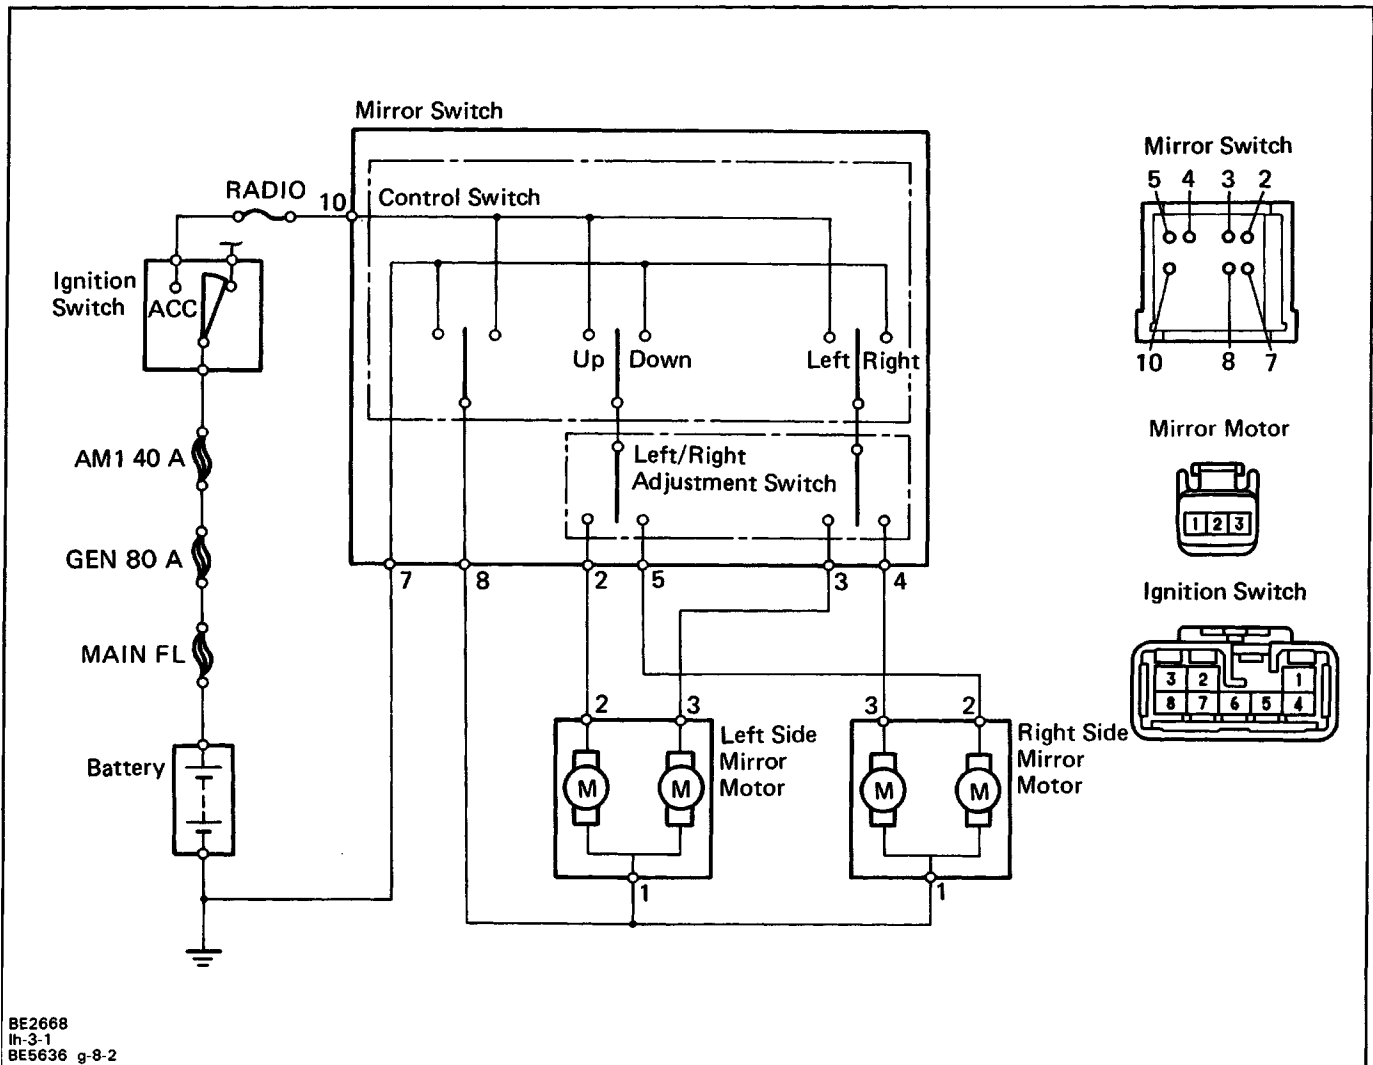 Mirror Switch
RADIO
10
Control Switch
Ignition
Switch
ACC
Up
Down
Left
Right
AM1 40 A
Left/Right
Adjustment Switch
GEN 80 A
7
8
2
5
3
4
MAIN FL
2
3
3
2
Battery
Left Side
Mirror
Motor
M
M
M
M
Right Side
Mirror
Motor
1
1
Mirror Switch
5 4 3 2
10 8 7
Mirror Motor
1 2 3
Ignition Switch
3 2 1
8 7 6 5 4
BE2668
lh-3-1
BE5636 g-8-2